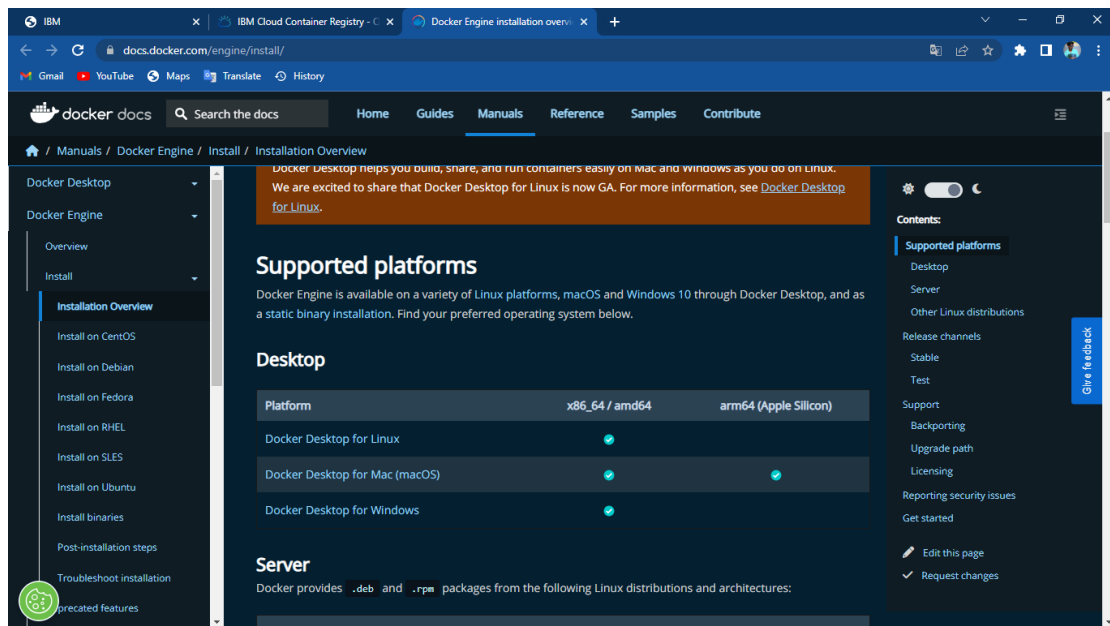 IBM
IBM Cloud Container Registry - C
Docker Engine installation overvi
docs.docker.com/engine/install/
Gmail
YouTube
Maps
Translate
History
docker docs
Search the docs
Home
Guides
Manuals
Reference
Samples
Contribute
/ Manuals / Docker Engine / Install / Installation Overview
Docker Desktop
Docker Engine
Overview
Install
Installation Overview
Install on CentOS
Install on Debian
Install on Fedora
Install on RHEL
Install on SLES
Install on Ubuntu
Install binaries
Post-installation steps
Troubleshoot installation
precated features
Docker Desktop helps you build, share, and run containers easily on Mac and Windows as you do on Linux.
We are excited to share that Docker Desktop for Linux is now GA. For more information, see Docker Desktop
for Linux.
Supported platforms
Docker Engine is available on a variety of Linux platforms, macOS and Windows 10 through Docker Desktop, and as
a static binary installation. Find your preferred operating system below.
Desktop
Platform x86_64 / amd64 arm64 (Apple Silicon)
Docker Desktop for Linux
Docker Desktop for Mac (macOS)
Docker Desktop for Windows
Server
Docker provides .deb and .rpm packages from the following Linux distributions and architectures:
Contents:
Supported platforms
Desktop
Server
Other Linux distributions
Release channels
Stable
Test
Support
Backporting
Upgrade path
Licensing
Reporting security issues
Get started
Edit this page
Request changes
Give feedback